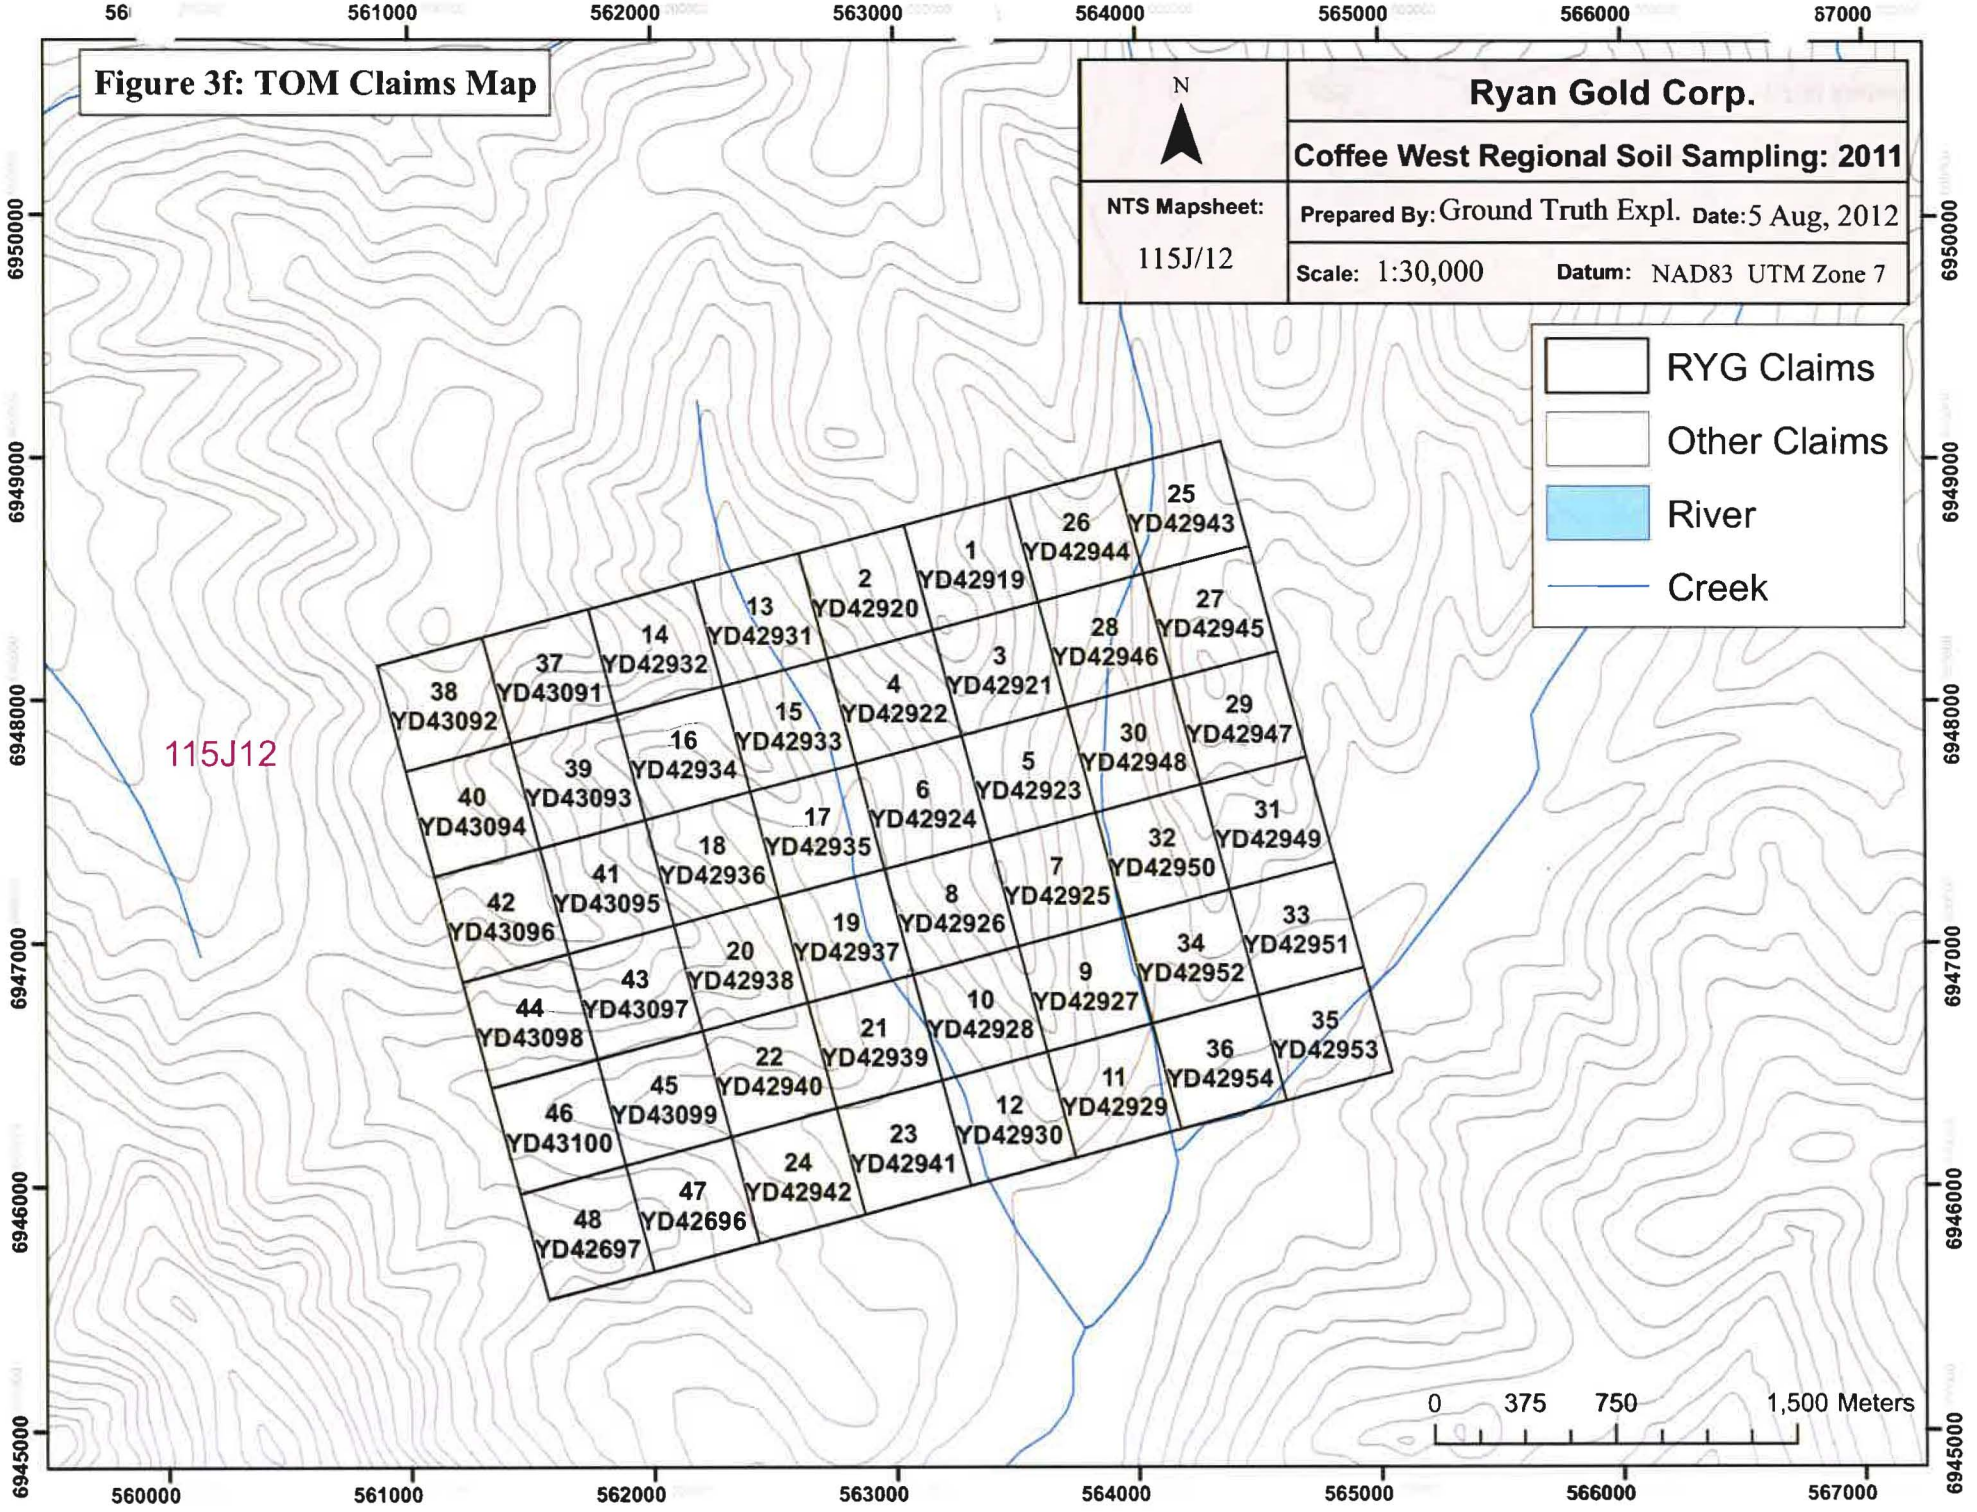 56
561000
562000
563000
564000
565000
566000
67000
Figure 3f: TOM Claims Map
N
Ryan Gold Corp.
Coffee West Regional Soil Sampling: 2011
NTS Mapsheet:
115J/12
Prepared By: Ground Truth Expl. Date: 5 Aug, 2012
Scale: 1:30,000 Datum: NAD83 UTM Zone 7
RYG Claims
Other Claims
River
Creek
6950000
6949000
6948000
6947000
6946000
6945000
6950000
6949000
6948000
6947000
6946000
6945000
115J12
25
YD42943
26
YD42944
1
YD42919
2
YD42920
13
YD42931
14
YD42932
37
YD43091
38
YD43092
27
YD42945
28
YD42946
3
YD42921
4
YD42922
15
YD42933
16
YD42934
39
YD43093
40
YD43094
29
YD42947
30
YD42948
5
YD42923
6
YD42924
17
YD42935
18
YD42936
41
YD43095
42
YD43096
31
YD42949
32
YD42950
7
YD42925
8
YD42926
19
YD42937
20
YD42938
43
YD43097
44
YD43098
33
YD42951
34
YD42952
9
YD42927
10
YD42928
21
YD42939
22
YD42940
45
YD43099
46
YD43100
35
YD42953
36
YD42954
11
YD42929
12
YD42930
23
YD42941
24
YD42942
47
YD42696
48
YD42697
0 375 750 1,500 Meters
560000
561000
562000
563000
564000
565000
566000
567000